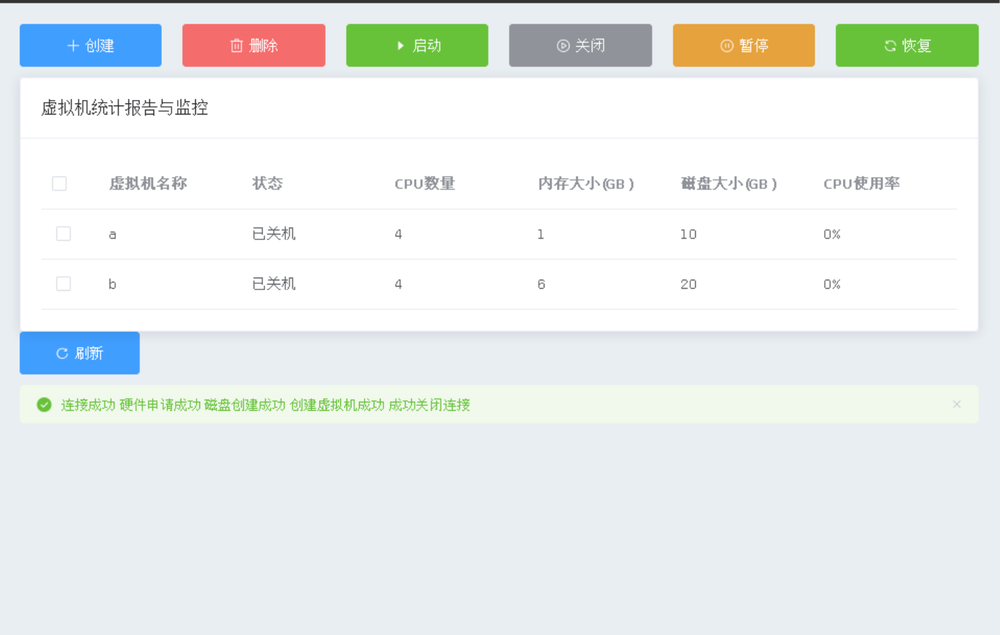 创建 删除 启动 关闭 暂停 恢复
虚拟机统计报告与监控
虚拟机名称 状态 CPU数量 内存大小(GB) 磁盘大小(GB) CPU使用率
a 已关机 4 1 10 0%
b 已关机 4 6 20 0%
刷新
连接成功 硬件申请成功 磁盘创建成功 创建虚拟机成功 成功关闭连接